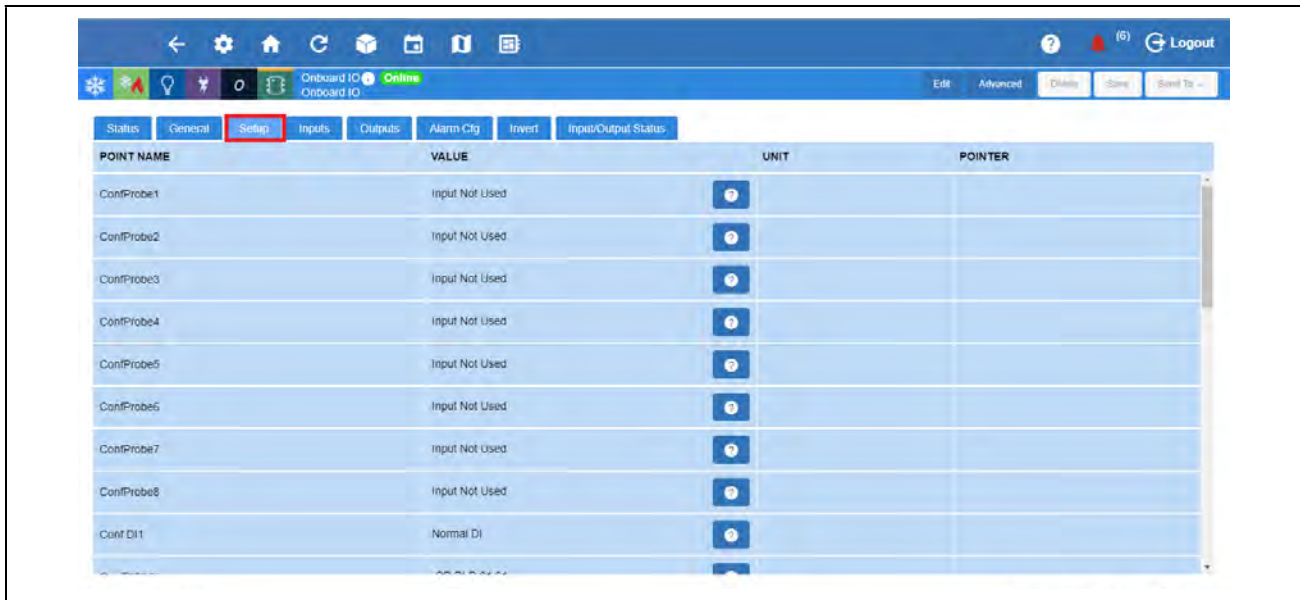 (6) Logout
Onboard IO Online
Onboard IO
Edit Advanced Delete Save Send To
Status General Setup Inputs Outputs Alarm Cfg Invert Input/Output Status
POINT NAME VALUE UNIT POINTER
ConfProbe1 Input Not Used
ConfProbe2 Input Not Used
ConfProbe3 Input Not Used
ConfProbe4 Input Not Used
ConfProbe5 Input Not Used
ConfProbe6 Input Not Used
ConfProbe7 Input Not Used
ConfProbe8 Input Not Used
Conf DI1 Normal DI